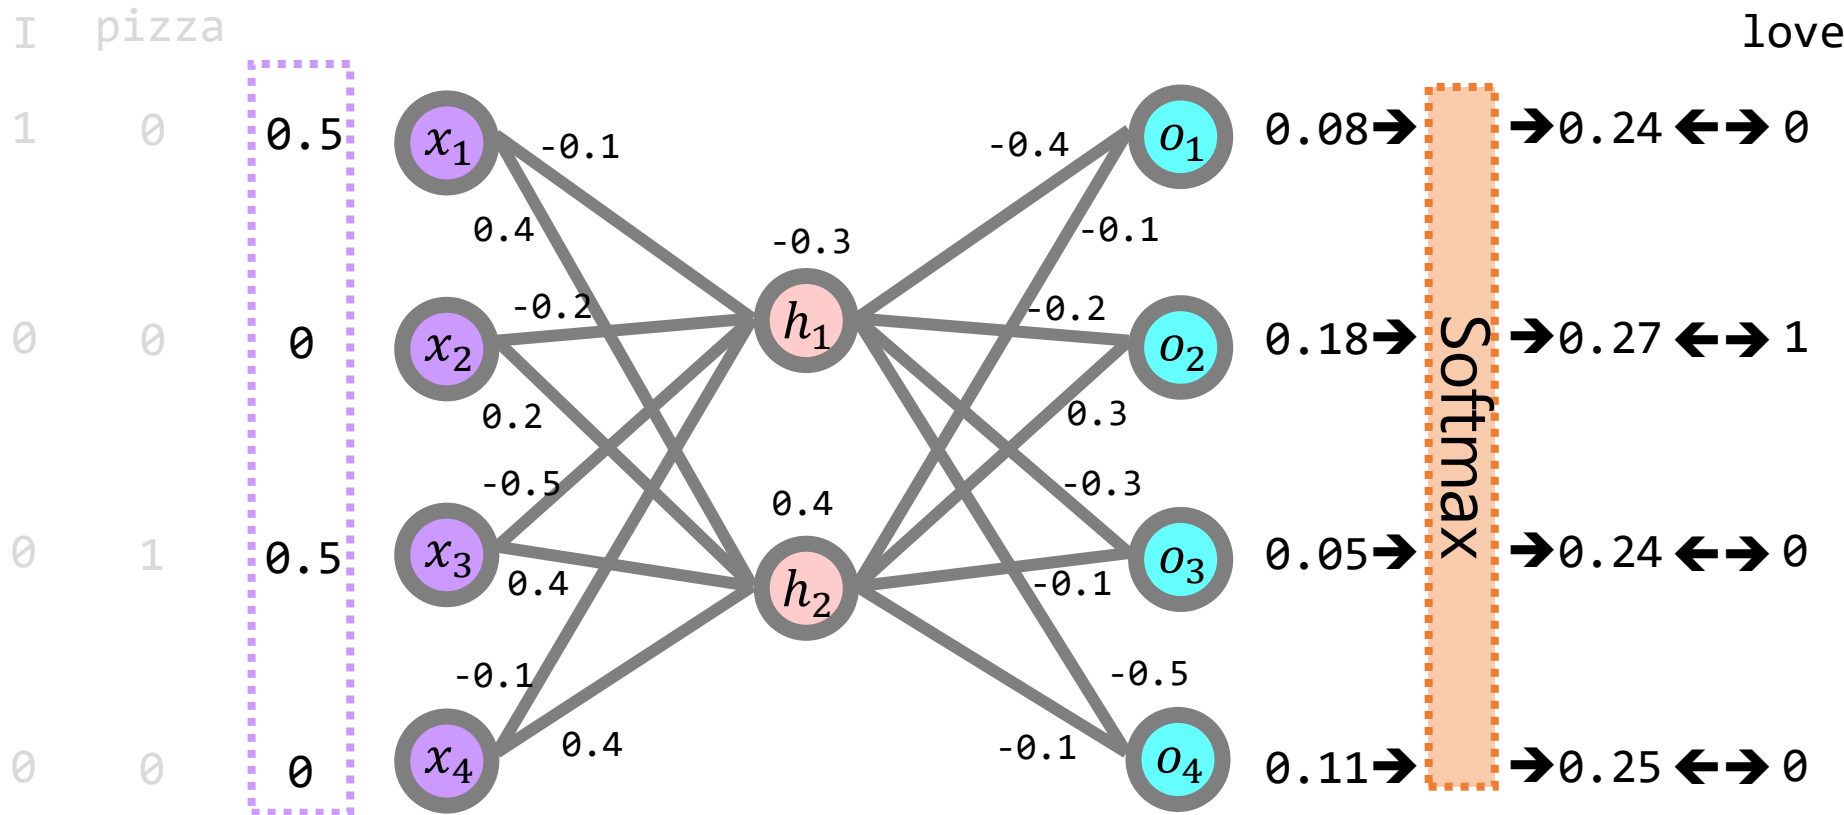 I pizza love
1 0 0.5 x1 -0.1 -0.4 o1 0.08 0.24 0
0.4 -0.3 -0.1
0 0 0 x2 -0.2 h1 -0.2 o2 0.18 Softmax 0.27 1
0.2 0.3
-0.5 0.4 -0.3
0 1 0.5 x3 0.4 h2 -0.1 o3 0.05 0.24 0
-0.1 -0.5
0 0 0 x4 0.4 -0.1 o4 0.11 0.25 0